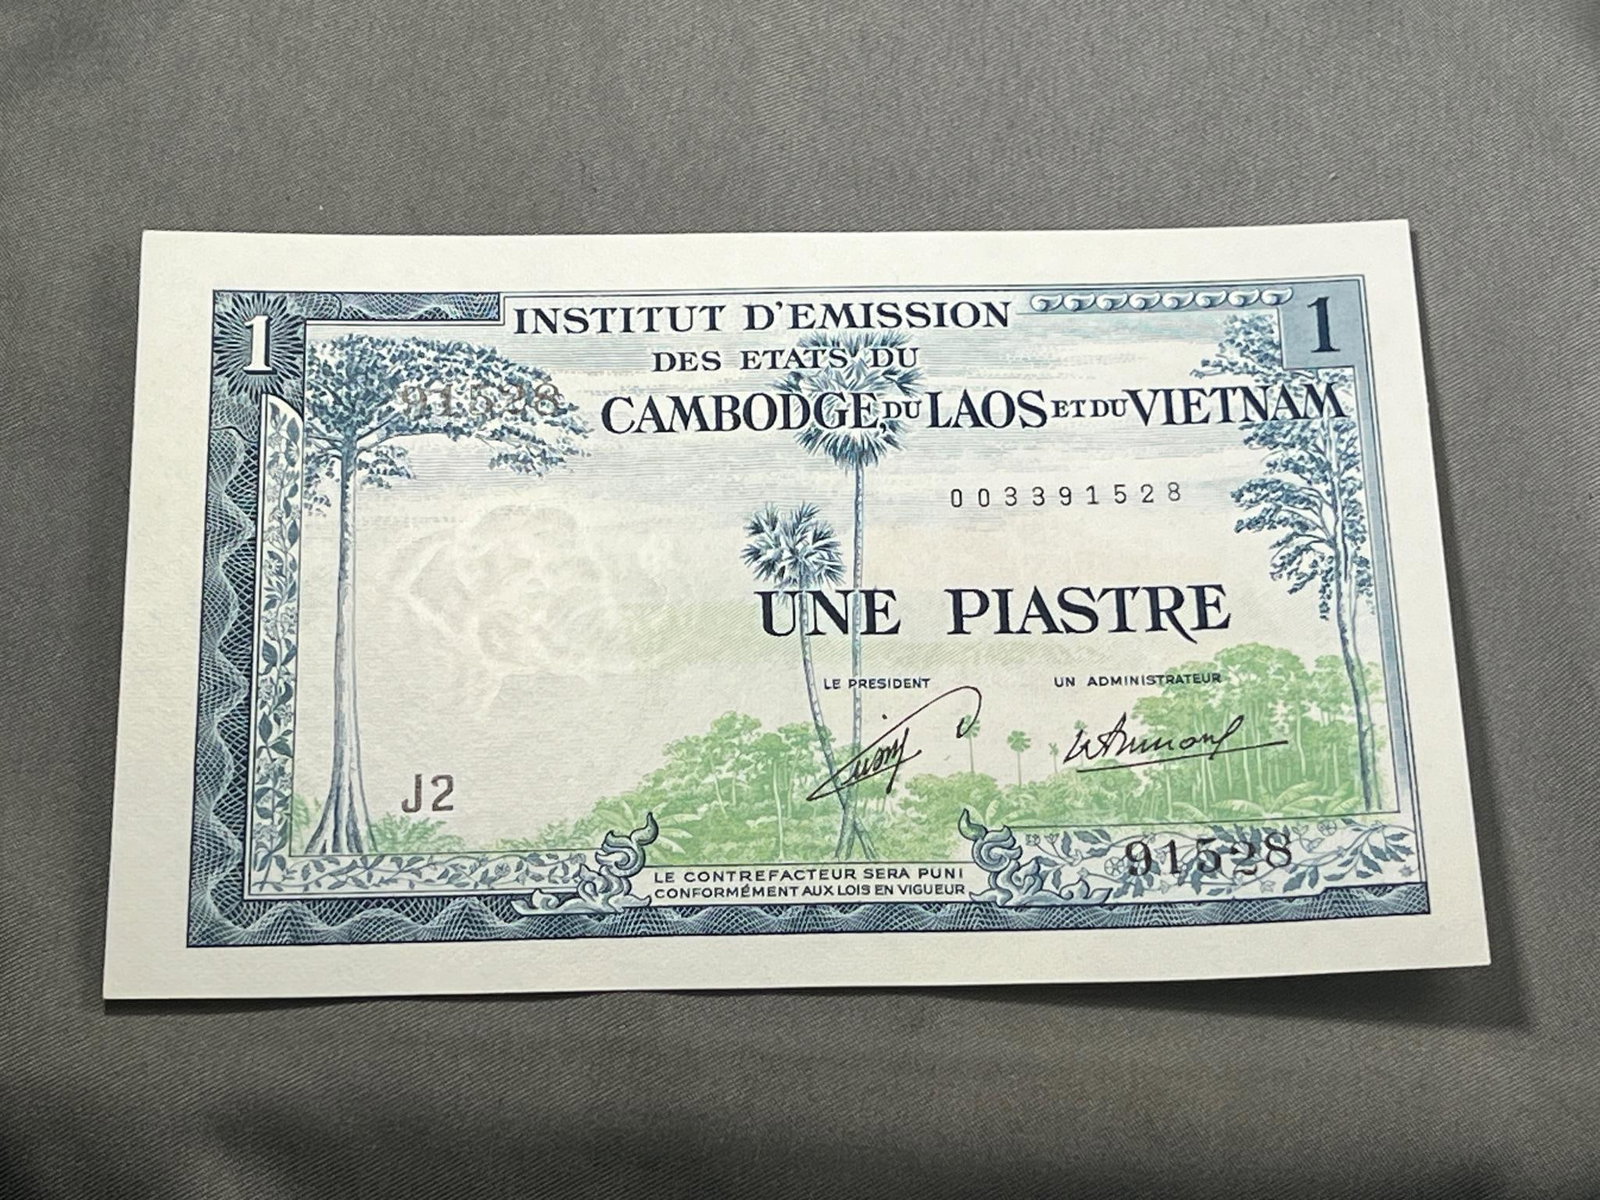 1
INSTITUT D'EMISSION
1
DES ETATS DU
91528
CAMBODGE, DU LAOS ET DU VIETNAM
003391528
UNE PIASTRE
LE PRESIDENT
UN ADMINISTRATEUR
J2
91528
LE CONTREFACTEUR SERA PUNI
CONFORMÉMENT AUX LOIS EN VIGUEUR